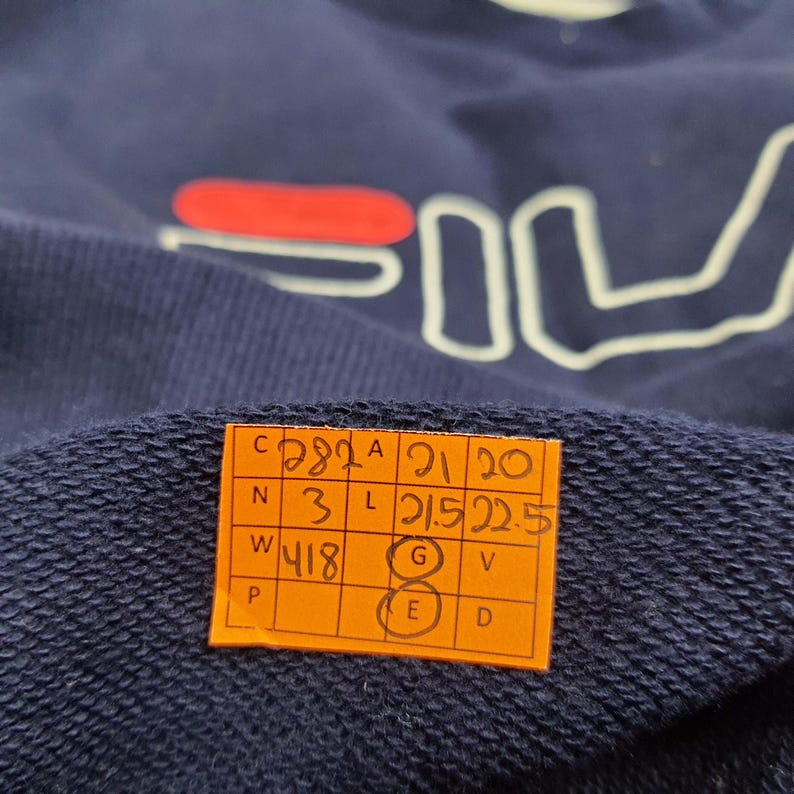 FILA
C 282 A 21 20
N 3 L 21.5 22.5
W 418 G V
P E D